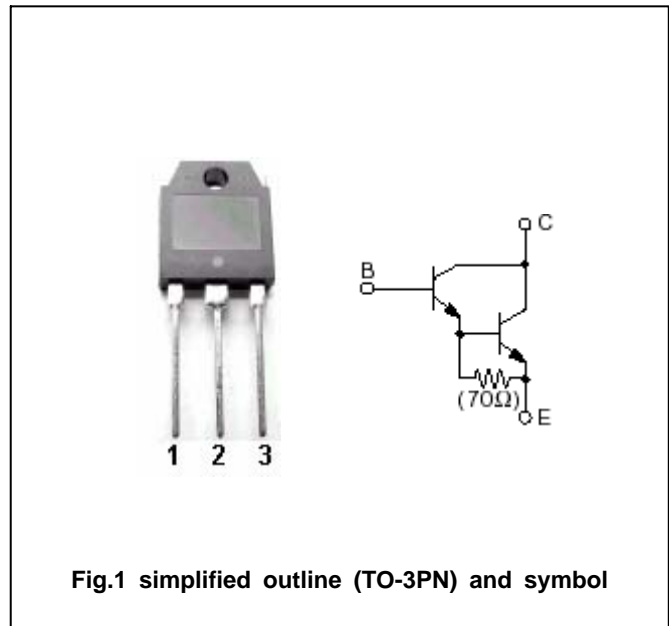 C
B
(70Ω)
E
1 2 3
Fig.1 simplified outline (TO-3PN) and symbol